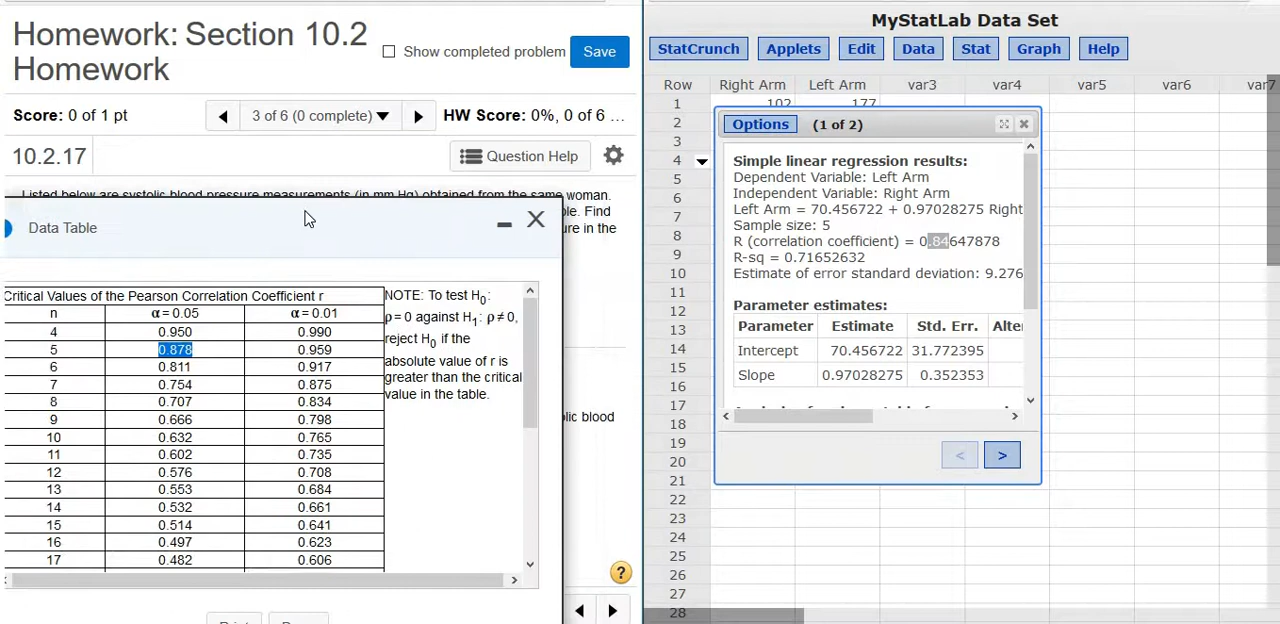 Homework: Section 10.2
Homework
Show completed problem
Save
Score: 0 of 1 pt
3 of 6 (0 complete)
HW Score: 0%, 0 of 6 ...
10.2.17
Question Help
Listed below are systolic blood pressure measurements (in mm Hg) obtained from the same woman.
ble. Find
ure in the
Data Table
Critical Values of the Pearson Correlation Coefficient r
n α = 0.05 α = 0.01
4 0.950 0.990
5 0.878 0.959
6 0.811 0.917
7 0.754 0.875
8 0.707 0.834
9 0.666 0.798
10 0.632 0.765
11 0.602 0.735
12 0.576 0.708
13 0.553 0.684
14 0.532 0.661
15 0.514 0.641
16 0.497 0.623
17 0.482 0.606
NOTE: To test H0:
ρ = 0 against H1: ρ ≠ 0,
reject H0 if the
absolute value of r is
greater than the critical
value in the table.
lic blood
?
MyStatLab Data Set
StatCrunch Applets Edit Data Stat Graph Help
Row Right Arm Left Arm var3 var4 var5 var6 var7
1 102 177
2
3
4
5
6
7
8
9
10
11
12
13
14
15
16
17
18
19
20
21
22
23
24
25
26
27
28
Options (1 of 2)
Simple linear regression results:
Dependent Variable: Left Arm
Independent Variable: Right Arm
Left Arm = 70.456722 + 0.97028275 Right
Sample size: 5
R (correlation coefficient) = 0.84647878
R-sq = 0.71652632
Estimate of error standard deviation: 9.276
Parameter estimates:
Parameter Estimate Std. Err. Alter
Intercept 70.456722 31.772395
Slope 0.97028275 0.352353
< >